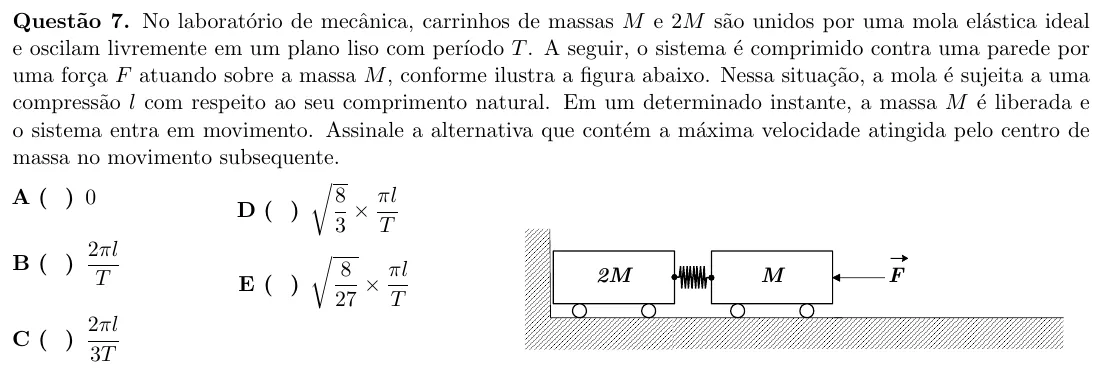 Questão 7. No laboratório de mecânica, carrinhos de massas M e 2M são unidos por uma mola elástica ideal
e oscilam livremente em um plano liso com período T. A seguir, o sistema é comprimido contra uma parede por
uma força F atuando sobre a massa M, conforme ilustra a figura abaixo. Nessa situação, a mola é sujeita a uma
compressão l com respeito ao seu comprimento natural. Em um determinado instante, a massa M é liberada e
o sistema entra em movimento. Assinale a alternativa que contém a máxima velocidade atingida pelo centro de
massa no movimento subsequente.
A ( ) 0
B ( ) 2πl/T
C ( ) 2πl/3T
D ( ) √(8/3) × πl/T
E ( ) √(8/27) × πl/T
2M M F